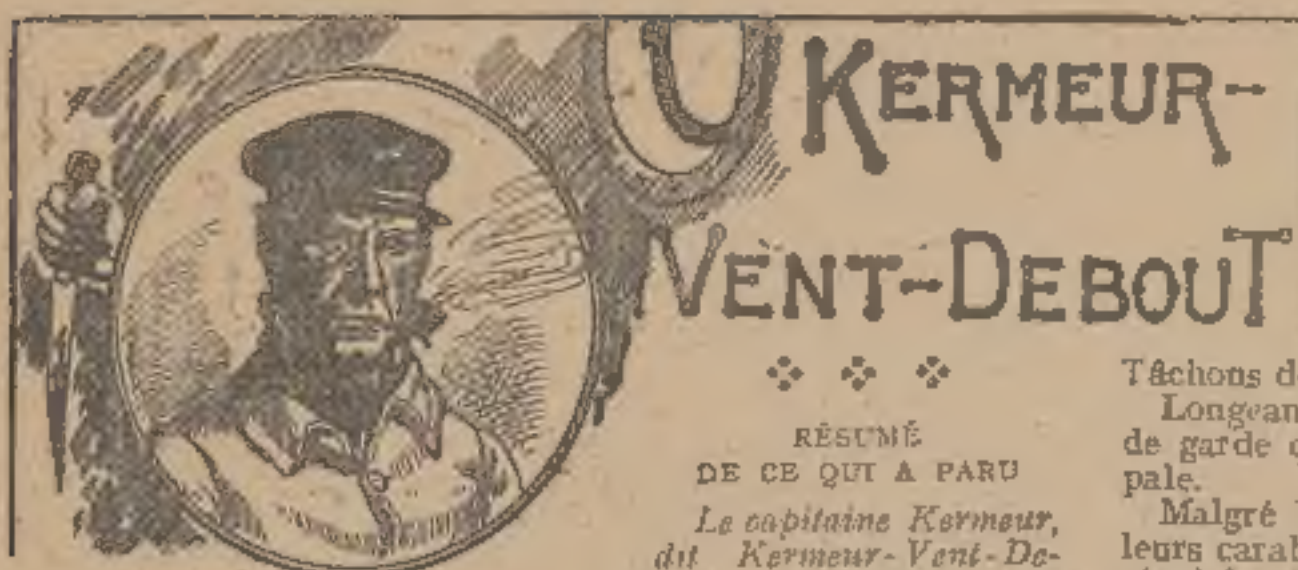 KERMEUR-
VENT-DEBOUT
RÉSUMÉ
DE CE QUI A PARU
Le capitaine Kermeur,
dit Kermeur-Vent-De-
Tâchons
Longean
de garde
pale.
Malgré
leurs carab